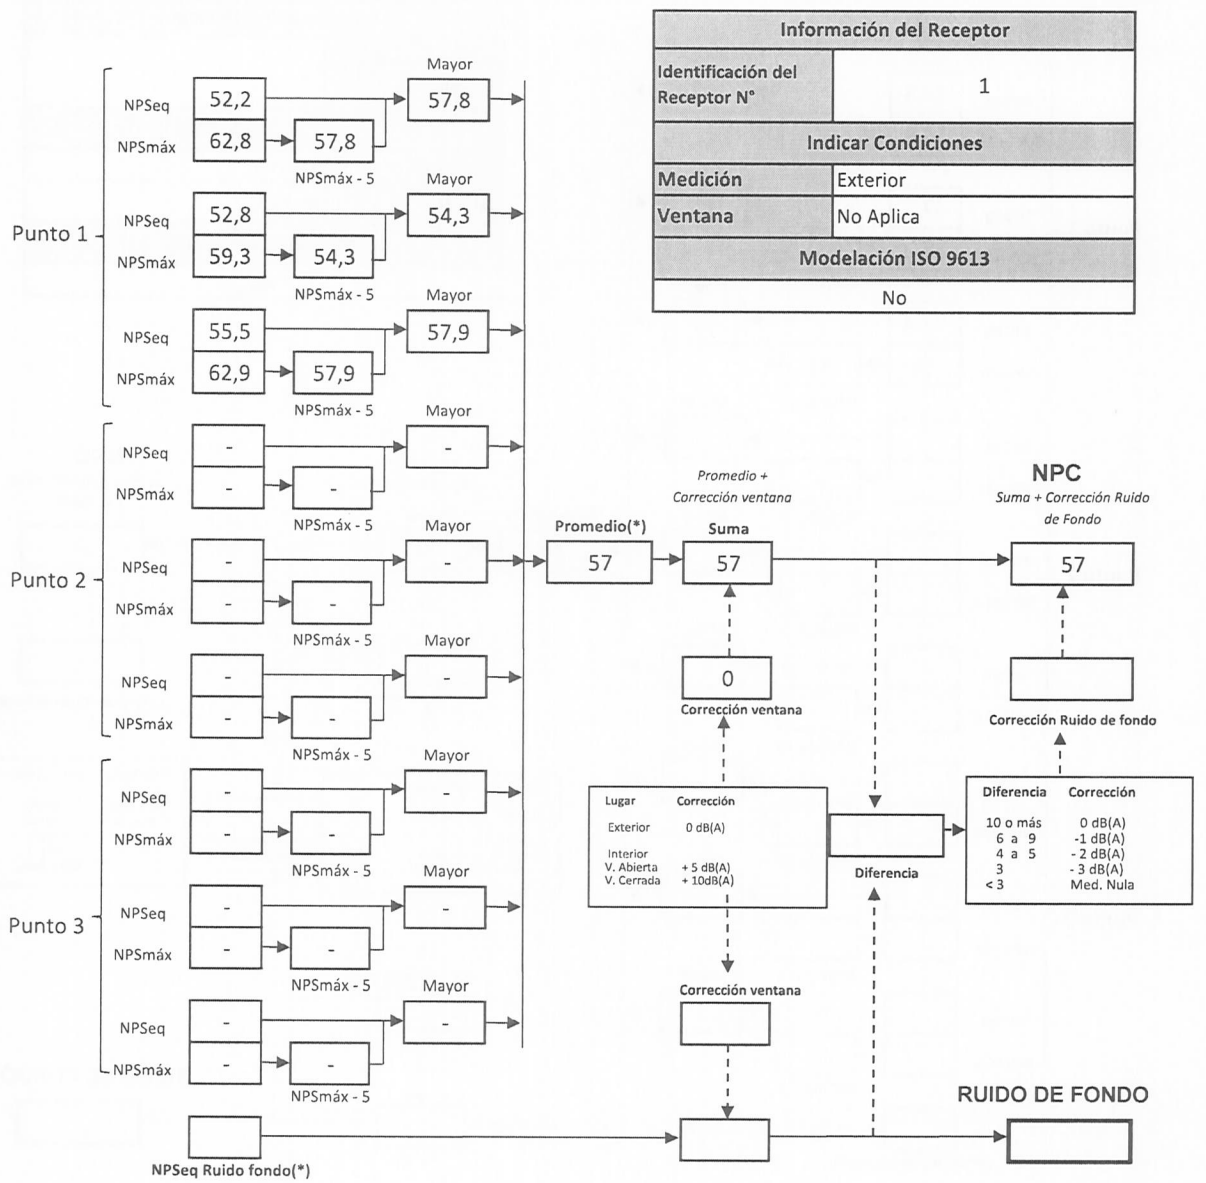 Información del Receptor
Identificación del Receptor N° 1
Indicar Condiciones
Medición Exterior
Ventana No Aplica
Modelación ISO 9613
No
Punto 1
Mayor
NPSeq 52,2 57,8
NPSmáx 62,8 57,8
NPSmáx - 5
Mayor
NPSeq 52,8 54,3
NPSmáx 59,3 54,3
NPSmáx - 5
Mayor
NPSeq 55,5 57,9
NPSmáx 62,9 57,9
NPSmáx - 5
Punto 2
Mayor
NPSeq - -
NPSmáx - -
NPSmáx - 5
Mayor
NPSeq - -
NPSmáx - -
NPSmáx - 5
Mayor
NPSeq - -
NPSmáx - -
NPSmáx - 5
Punto 3
Mayor
NPSeq - -
NPSmáx - -
NPSmáx - 5
Mayor
NPSeq - -
NPSmáx - -
NPSmáx - 5
Mayor
NPSeq - -
NPSmáx - -
NPSmáx - 5
NPSeq Ruido fondo(*)
Promedio(*)
57
Promedio +
Corrección ventana
Suma
57
0
Corrección ventana
Lugar Corrección
Exterior 0 dB(A)
Interior
V. Abierta + 5 dB(A)
V. Cerrada + 10dB(A)
Corrección ventana
Diferencia
NPC
Suma + Corrección Ruido
de Fondo
57
Corrección Ruido de fondo
Diferencia Corrección
10 o más 0 dB(A)
6 a 9 -1 dB(A)
4 a 5 - 2 dB(A)
3 - 3 dB(A)
< 3 Med. Nula
RUIDO DE FONDO